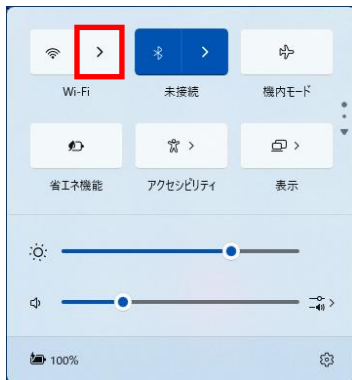 Wi-Fi
未接続
機内モード
省エネ機能
アクセシビリティ
表示
100%